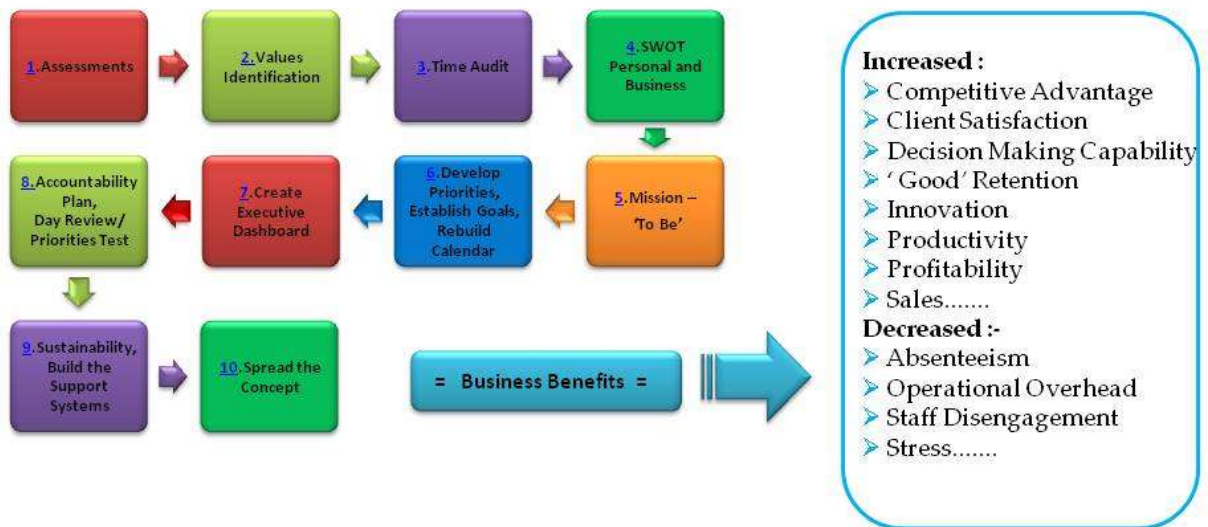 1.Assessments
2.Values
Identification
3.Time Audit
4.SWOT
Personal and
Business
5.Mission –
'To Be'
6.Develop
Priorities,
Establish Goals,
Rebuild
Calendar
7.Create
Executive
Dashboard
8.Accountability
Plan,
Day Review/
Priorities Test
9.Sustainability,
Build the
Support
Systems
10.Spread the
Concept
= Business Benefits =
Increased :
➢ Competitive Advantage
➢ Client Satisfaction
➢ Decision Making Capability
➢ ‘ Good’ Retention
➢ Innovation
➢ Productivity
➢ Profitability
➢ Sales.......
Decreased :-
➢ Absenteeism
➢ Operational Overhead
➢ Staff Disengagement
➢ Stress.......